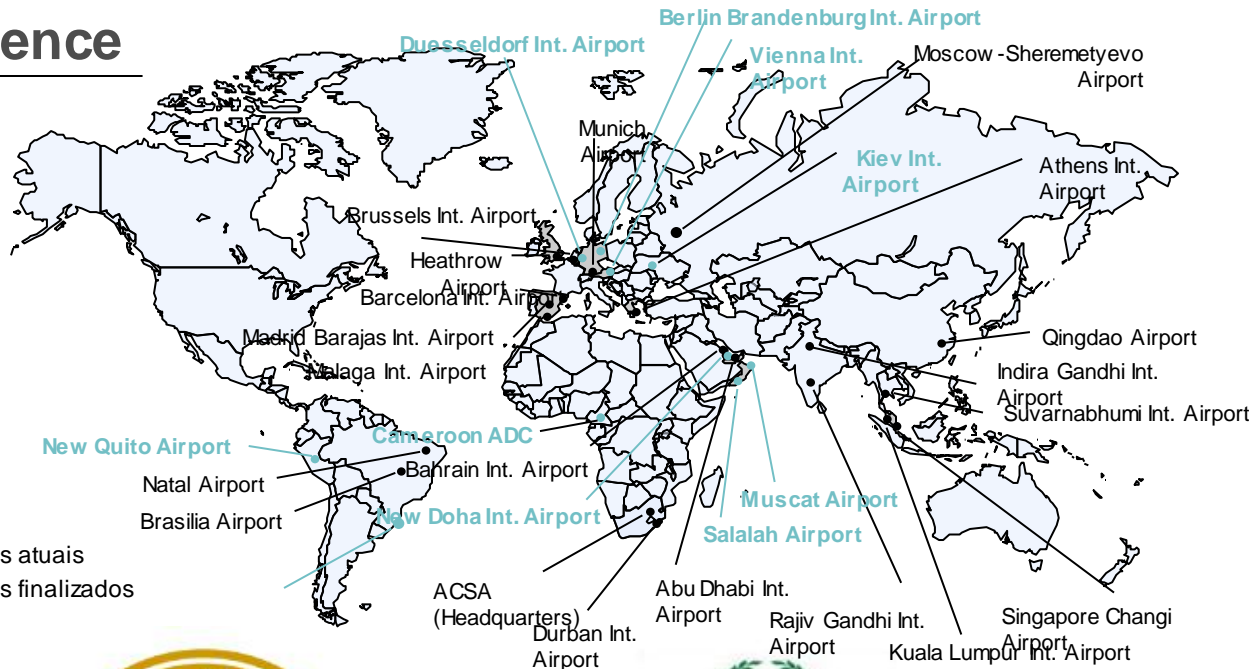 ence
Berlin Brandenburg Int. Airport
Duesseldorf Int. Airport
Vienna Int.
Airport
Moscow -Sheremetyevo
Airport
Munich
Airport
Kiev Int.
Airport
Athens Int.
Airport
Brussels Int. Airport
Heathrow
Airport
Barcelona Int. Airport
Madrid Barajas Int. Airport
Malaga Int. Airport
Qingdao Airport
Indira Gandhi Int.
Airport
Suvarnabhumi Int. Airport
New Quito Airport
Cameroon ADC
Natal Airport
Bahrain Int. Airport
Brasilia Airport
New Doha Int. Airport
Muscat Airport
Salalah Airport
s atuais
s finalizados
ACSA
(Headquarters)
Durban Int.
Airport
Abu Dhabi Int.
Airport
Rajiv Gandhi Int.
Airport
Singapore Changi
Airport
Kuala Lumpur Int. Airport